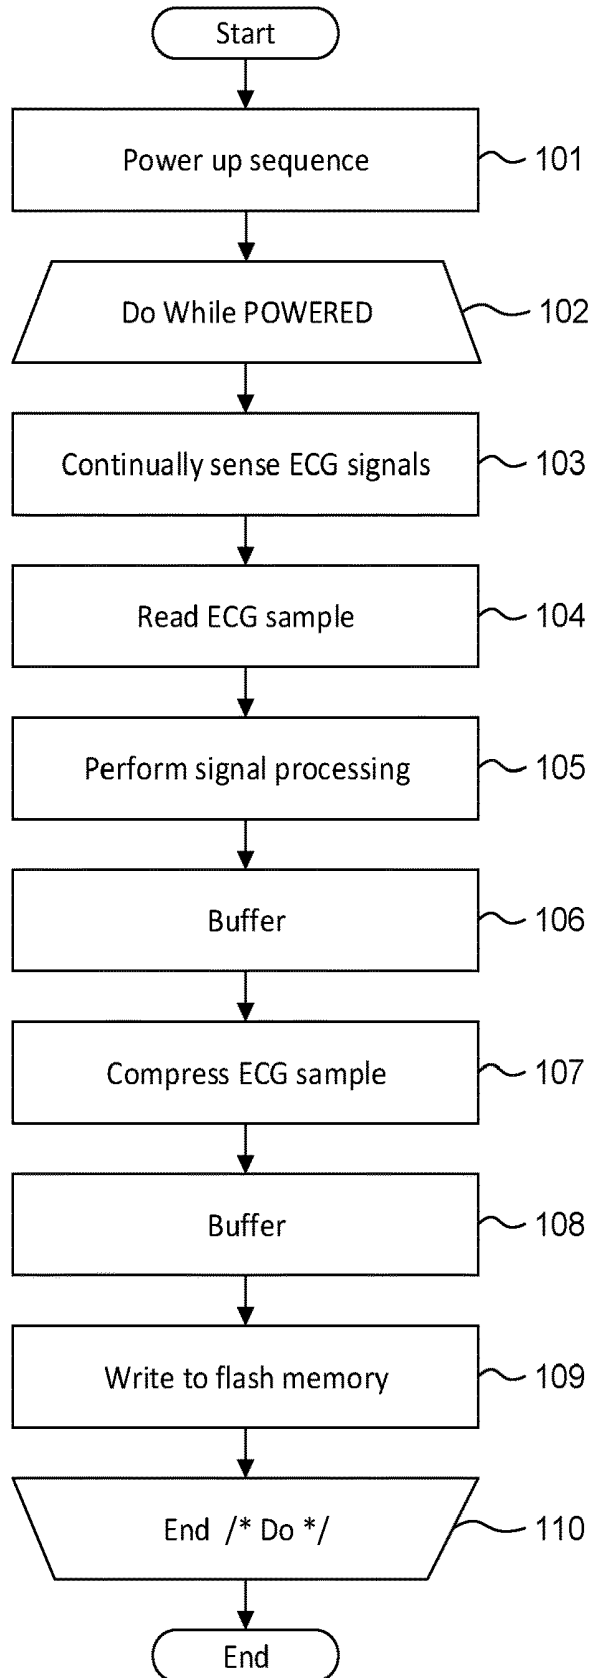 Start
Power up sequence 101
Do While POWERED 102
Continually sense ECG signals 103
Read ECG sample 104
Perform signal processing 105
Buffer 106
Compress ECG sample 107
Buffer 108
Write to flash memory 109
End /* Do */ 110
End